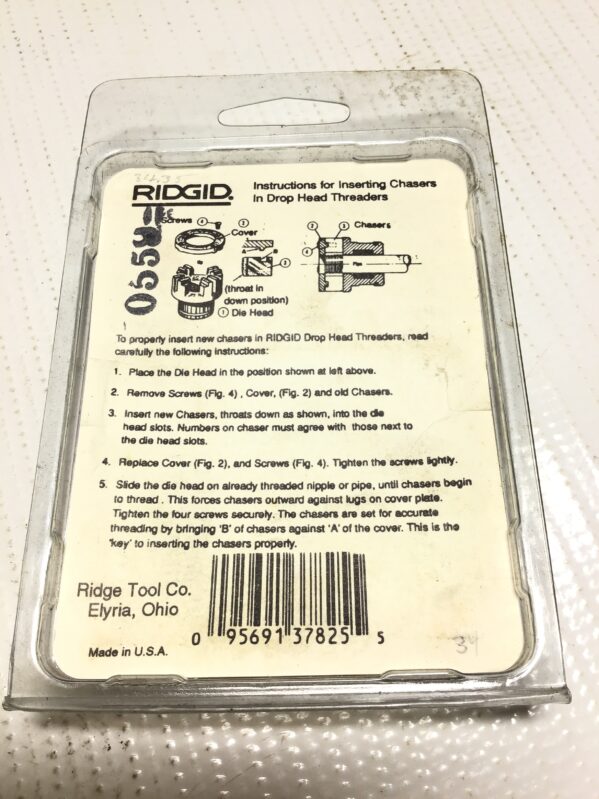 RIDGID.
Instructions for Inserting Chasers
In Drop Head Threaders
Screws
4
Cover
2
3
(throat in
down position)
1 Die Head
2
3
Chasers
4
Pipe
To properly insert new chasers in RIDGID Drop Head Threaders, read
carefully the following instructions:
1. Place the Die Head in the position shown at left above.
2. Remove Screws (Fig. 4) , Cover, (Fig. 2) and old Chasers.
3. Insert new Chasers, throats down as shown, into the die
head slots. Numbers on chaser must agree with those next to
the die head slots.
4. Replace Cover (Fig. 2), and Screws (Fig. 4). Tighten the screws lightly.
5. Slide the die head on already threaded nipple or pipe, until chasers begin
to thread . This forces chasers outward against lugs on cover plate.
Tighten the four screws securely. The chasers are set for accurate
threading by bringing 'B' of chasers against 'A' of the cover. This is the
'key' to inserting the chasers properly.
Ridge Tool Co.
Elyria, Ohio
Made in U.S.A.
0 95691 37825 5
34